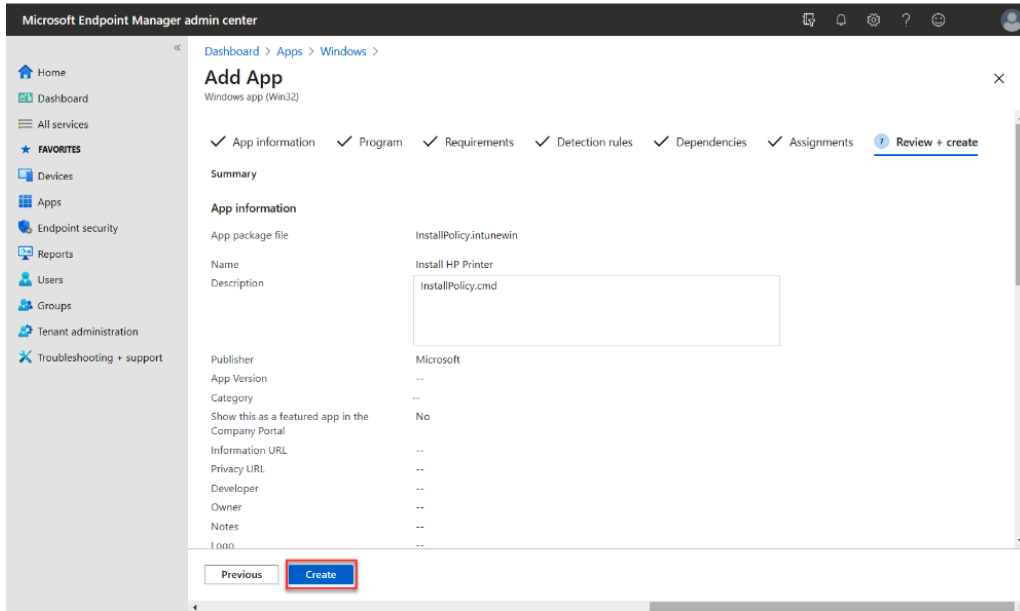 Microsoft Endpoint Manager admin center
«
Home
Dashboard
All services
FAVORITES
Devices
Apps
Endpoint security
Reports
Users
Groups
Tenant administration
Troubleshooting + support
Dashboard > Apps > Windows >
Add App
Windows app (Win32)
App information Program Requirements Detection rules Dependencies Assignments 7 Review + create
Summary
App information
App package file InstallPolicy.intunewin
Name Install HP Printer
Description InstallPolicy.cmd
Publisher Microsoft
App Version --
Category --
Show this as a featured app in the No
Company Portal
Information URL --
Privacy URL --
Developer --
Owner --
Notes --
Logo --
Previous Create